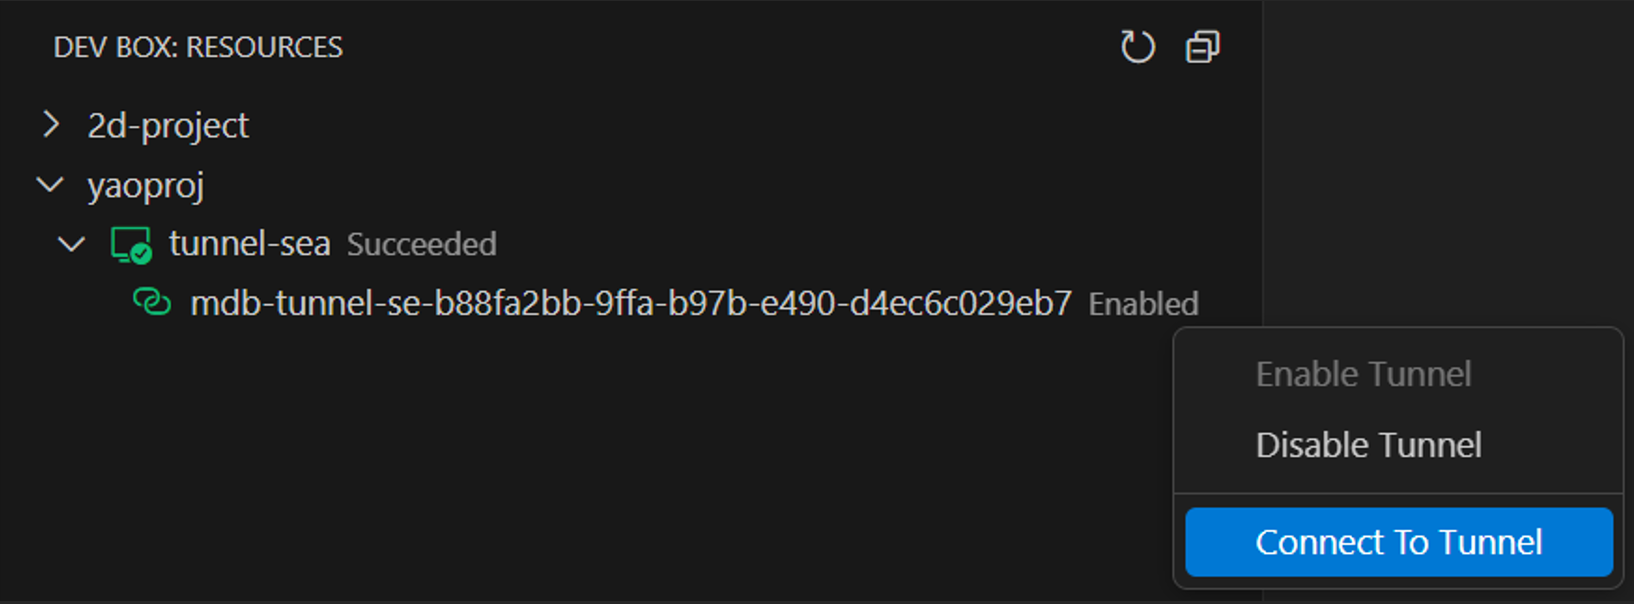 DEV BOX: RESOURCES
2d-project
yaoproj
tunnel-sea Succeeded
mdb-tunnel-se-b88fa2bb-9ffa-b97b-e490-d4ec6c029eb7 Enabled
Enable Tunnel
Disable Tunnel
Connect To Tunnel